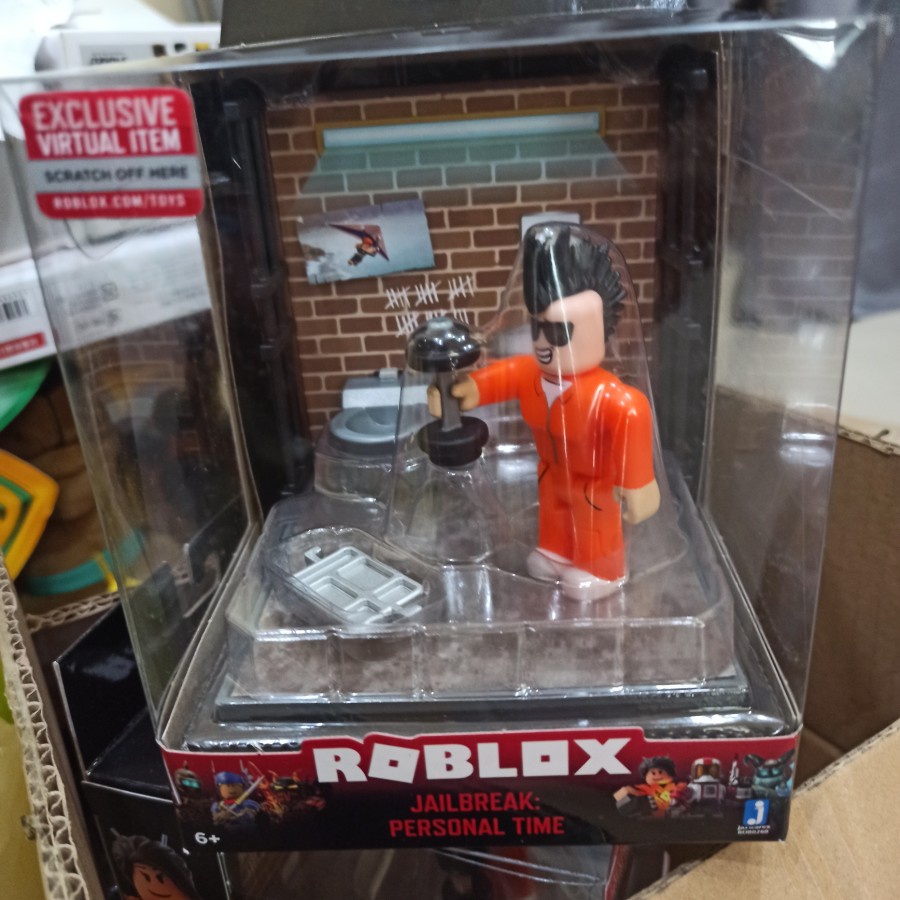 EXCLUSIVE
VIRTUAL ITEM
SCRATCH OFF HERE
ROBLOX.COM/TOYS
ROBLOX
JAILBREAK:
PERSONAL TIME
6+